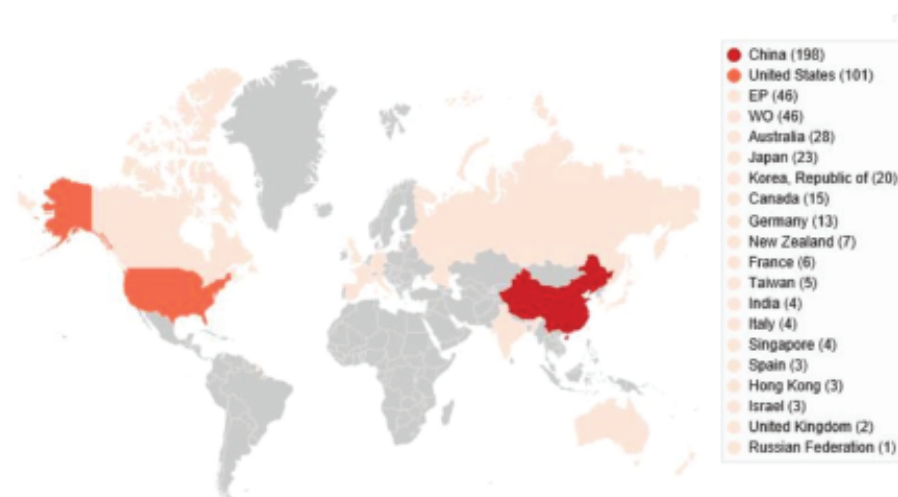 China (198)
United States (101)
EP (46)
WO (46)
Australia (28)
Japan (23)
Korea, Republic of (20)
Canada (15)
Germany (13)
New Zealand (7)
France (6)
Taiwan (5)
India (4)
Italy (4)
Singapore (4)
Spain (3)
Hong Kong (3)
Israel (3)
United Kingdom (2)
Russian Federation (1)